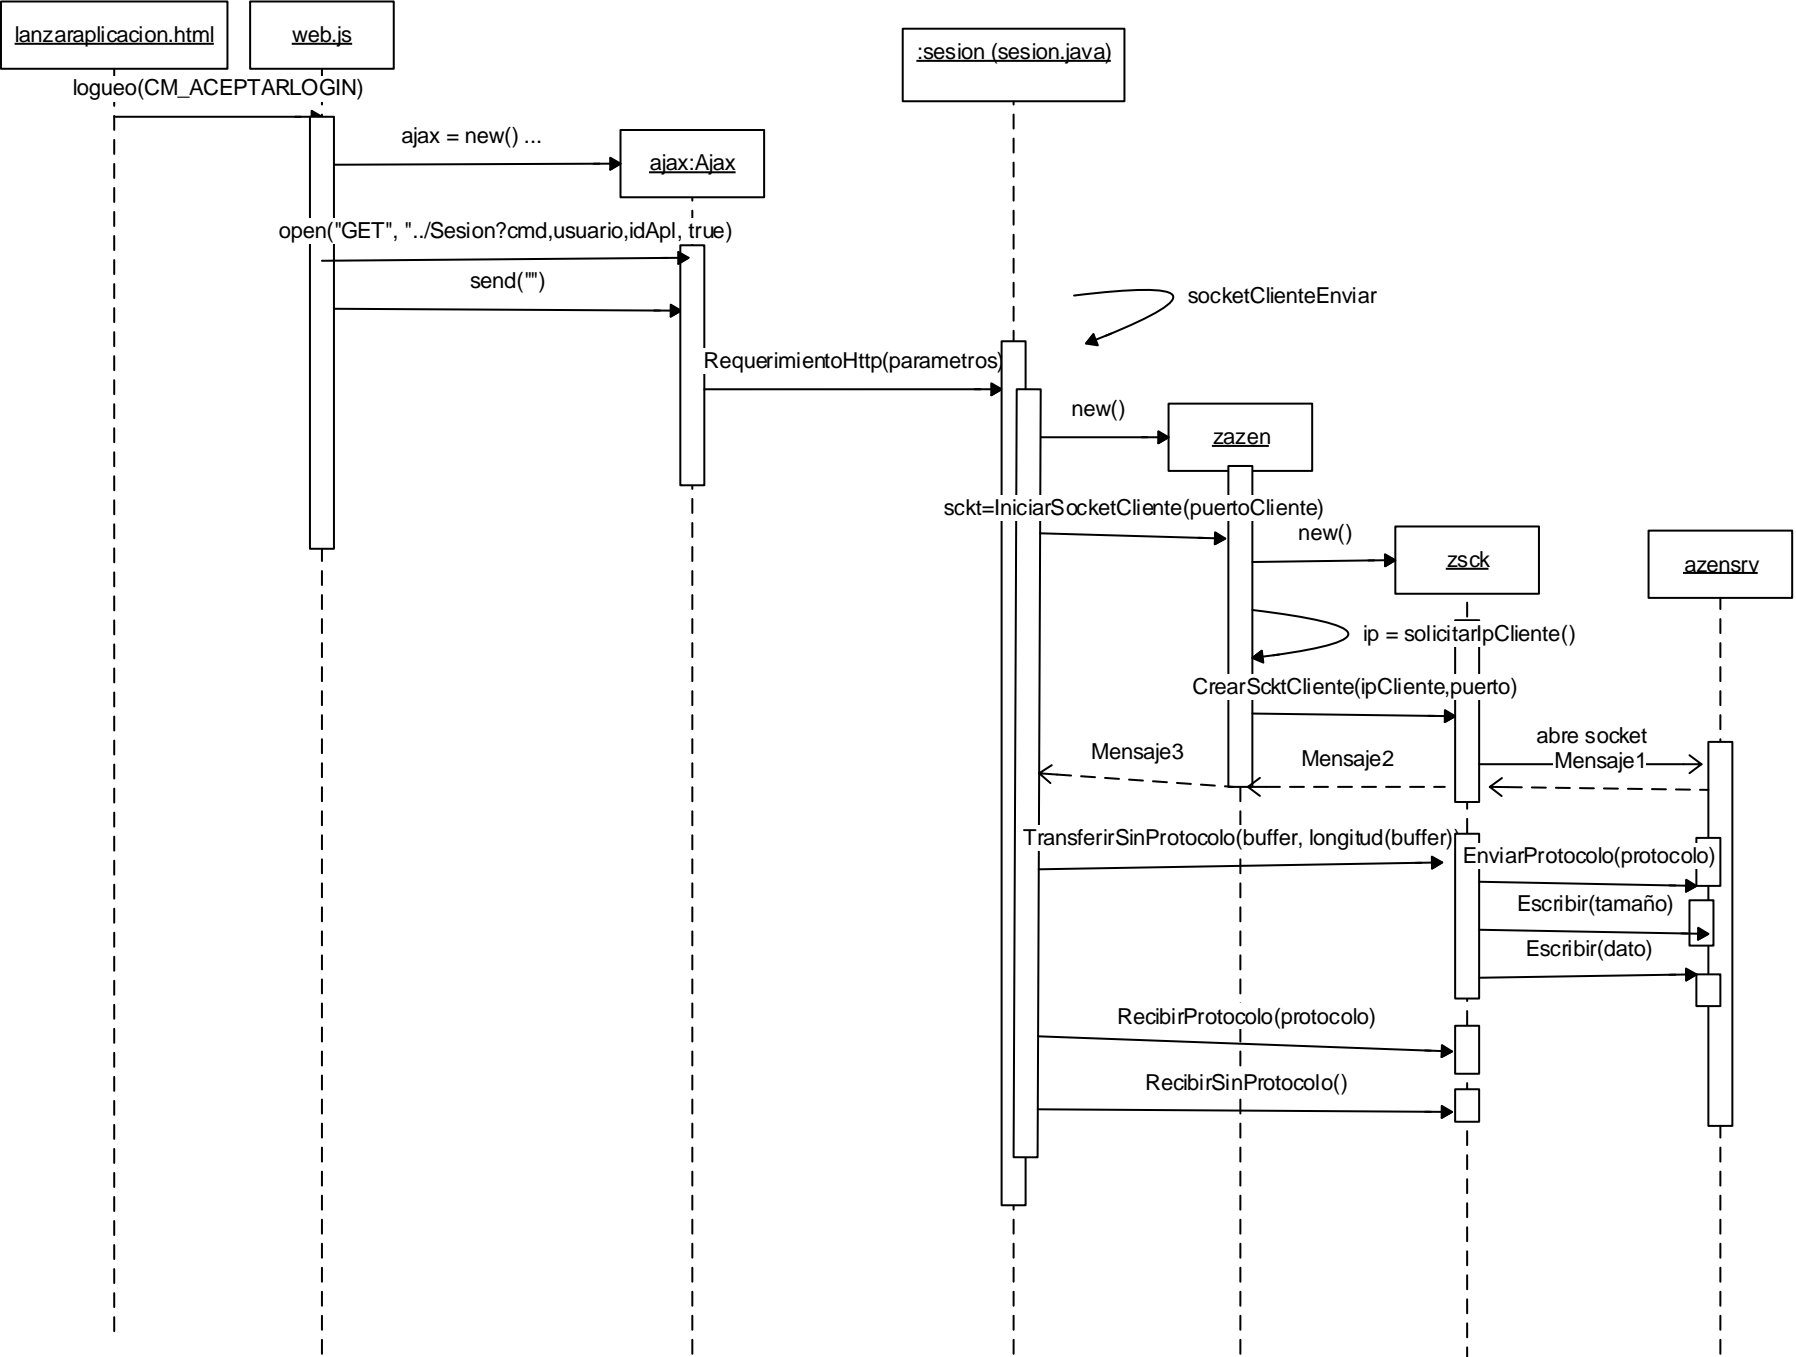 lanzaraplicacion.html
web.js
:sesion (sesion.java)
logueo(CM_ACEPTARLOGIN)
ajax = new() ...
ajax:Ajax
open("GET", "../Sesion?cmd,usuario,idApl, true)
send("")
socketClienteEnviar
RequerimientoHttp(parametros)
new()
zazen
sckt=IniciarSocketCliente(puertoCliente)
new()
zsck
azensrv
ip = solicitarIpCliente()
CrearScktCliente(ipCliente,puerto)
abre socket
Mensaje1
Mensaje2
Mensaje3
TransferirSinProtocolo(buffer, longitud(buffer))
EnviarProtocolo(protocolo)
Escribir(tamaño)
Escribir(dato)
RecibirProtocolo(protocolo)
RecibirSinProtocolo()